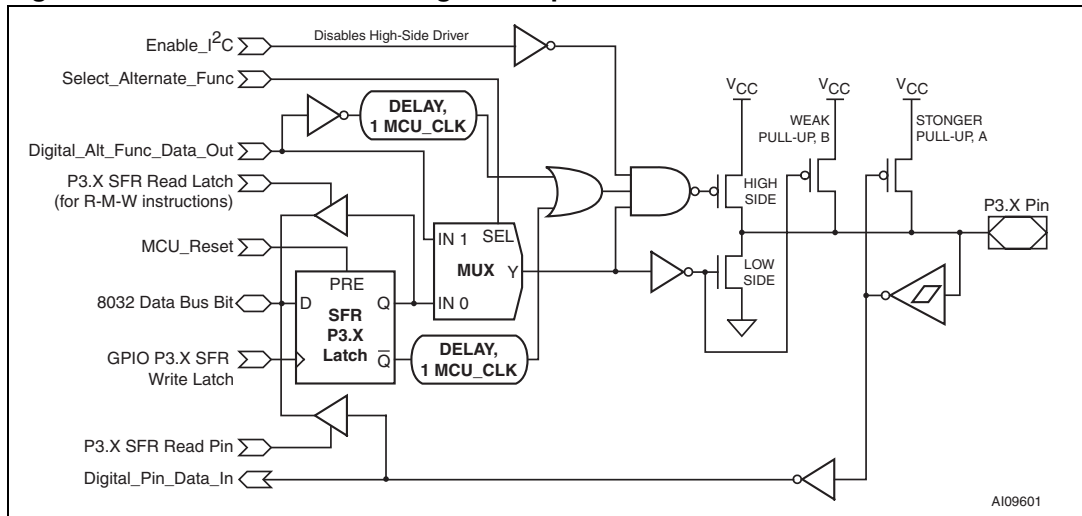 Enable_I2C
Disables High-Side Driver
Select_Alternate_Func
DELAY,
1 MCU_CLK
Digital_Alt_Func_Data_Out
P3.X SFR Read Latch
(for R-M-W instructions)
MCU_Reset
8032 Data Bus Bit
GPIO P3.X SFR
Write Latch
P3.X SFR Read Pin
Digital_Pin_Data_In
PRE
D
Q
SFR
P3.X
Latch
Q
IN 1
SEL
MUX
Y
IN 0
DELAY,
1 MCU_CLK
VCC
HIGH
SIDE
LOW
SIDE
VCC
WEAK
PULL-UP, B
VCC
STONGER
PULL-UP, A
P3.X Pin
AI09601